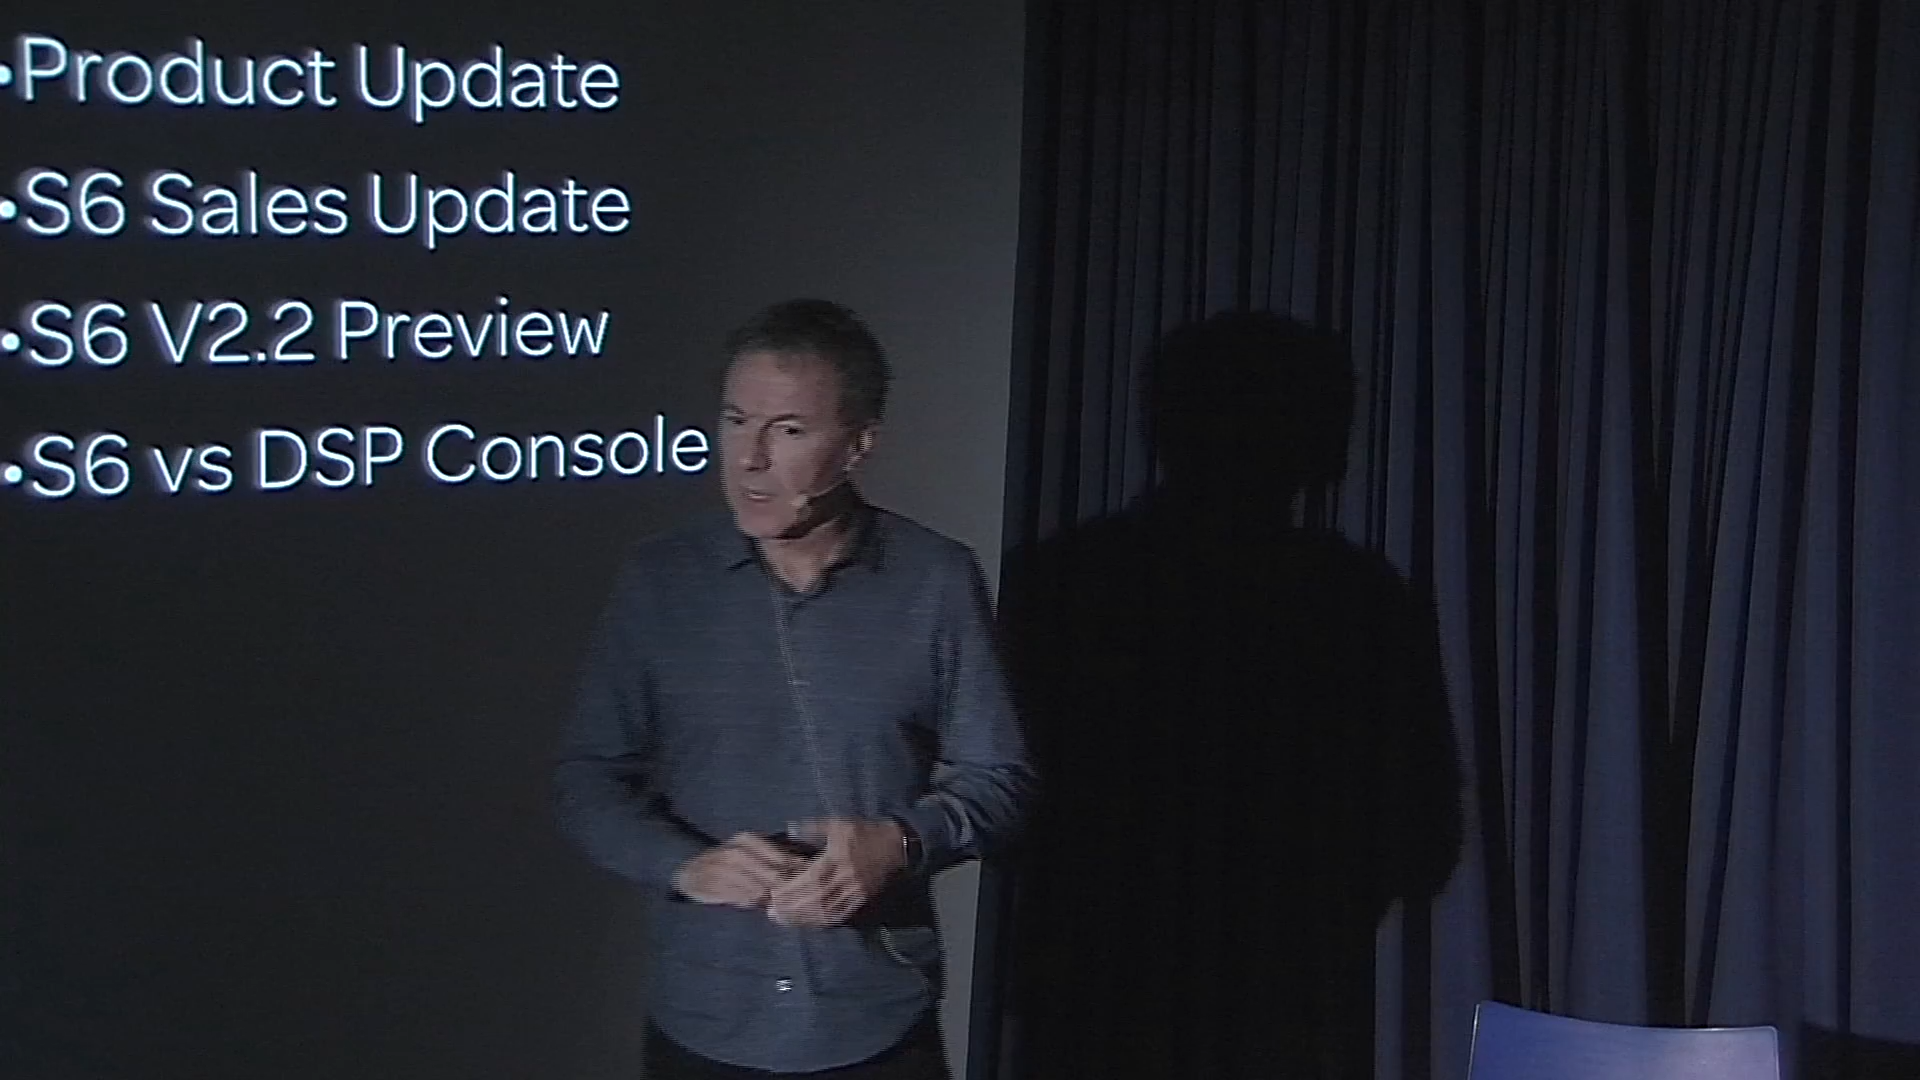 •Product Update
•S6 Sales Update
•S6 V2.2 Preview
•S6 vs DSP Console